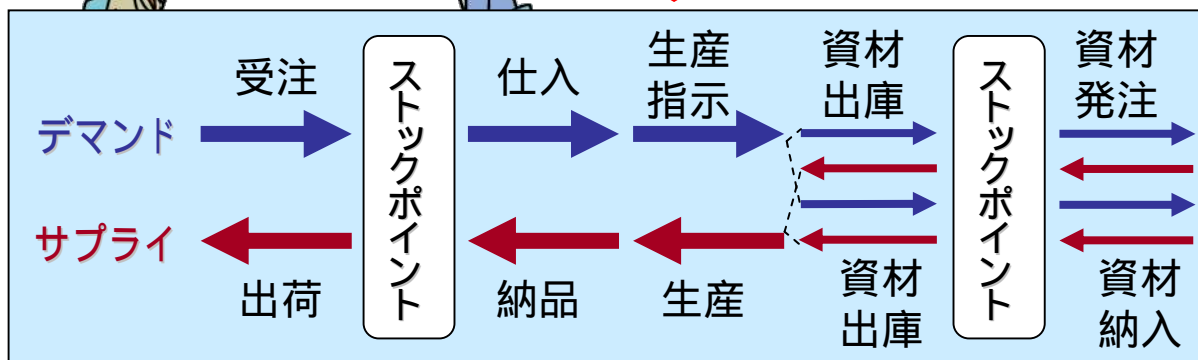 受注
仕入
生産
指示
資材
出庫
資材
発注
デマンド
ストックポイント
ストックポイント
サプライ
出荷
納品
生産
資材
出庫
資材
納入